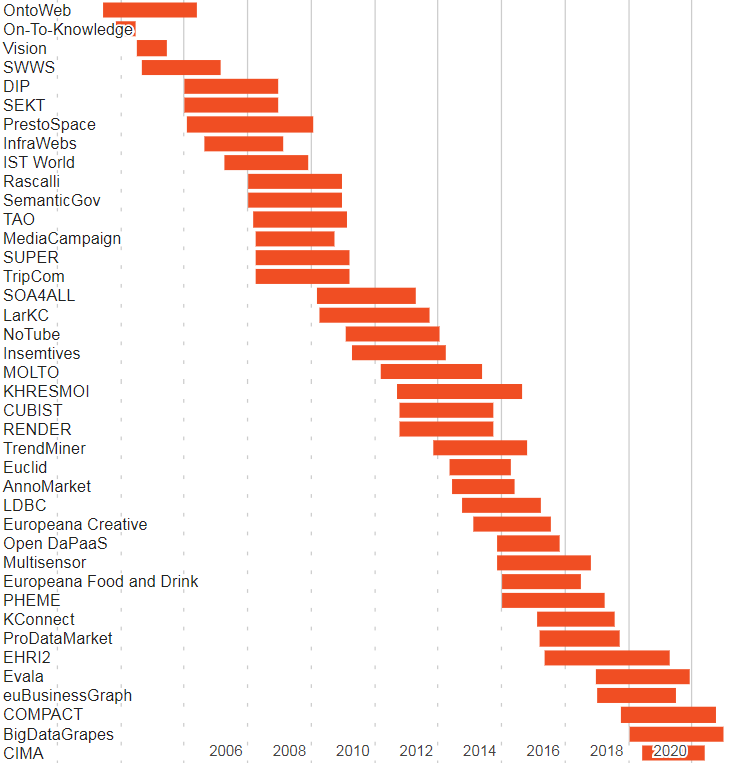 OntoWeb
On-To-Knowledge
Vision
SWWS
DIP
SEKT
PrestoSpace
InfraWebs
IST World
Rascalli
SemanticGov
TAO
MediaCampaign
SUPER
TripCom
SOA4ALL
LarKC
NoTube
Insemtives
MOLTO
KHRESMOI
CUBIST
RENDER
TrendMiner
Euclid
AnnoMarket
LDBC
Europeana Creative
Open DaPaaS
Multisensor
Europeana Food and Drink
PHEME
KConnect
ProDataMarket
EHRI2
Evala
euBusinessGraph
COMPACT
BigDataGrapes
CIMA 2006 2008 2010 2012 2014 2016 2018 2020